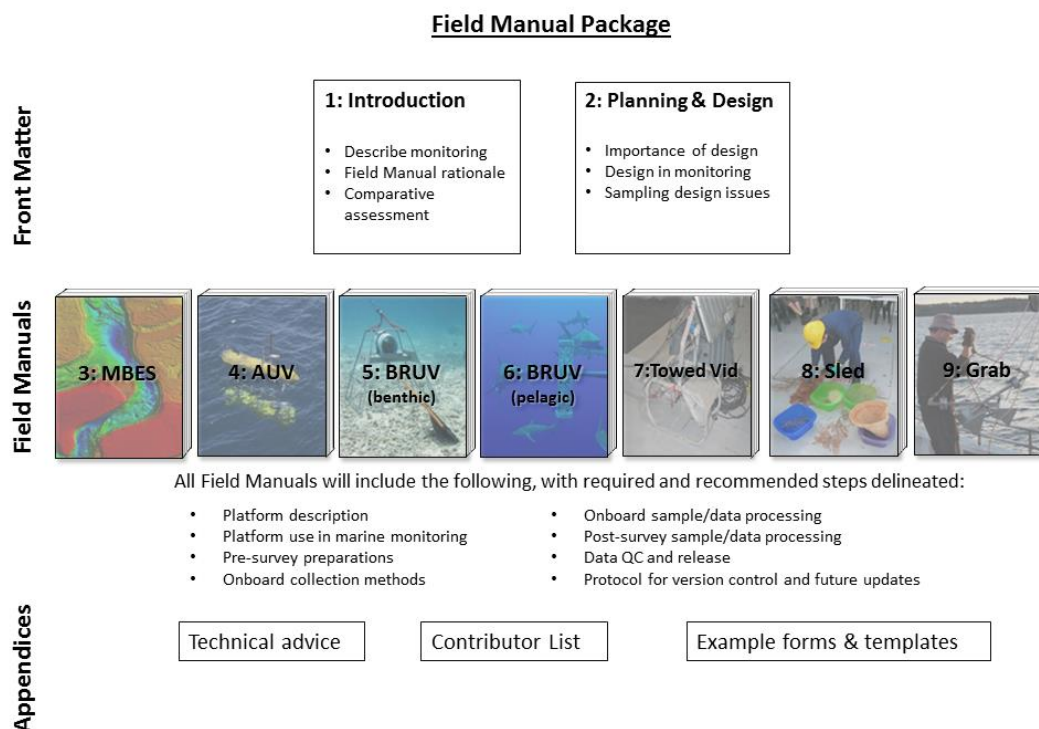 Field Manual Package
Front Matter
1: Introduction
• Describe monitoring
• Field Manual rationale
• Comparative
assessment
2: Planning & Design
• Importance of design
• Design in monitoring
• Sampling design issues
Field Manuals
3: MBES
4: AUV
5: BRUV
(benthic)
6: BRUV
(pelagic)
7:Towed Vid
8: Sled
9: Grab
All Field Manuals will include the following, with required and recommended steps delineated:
• Platform description
• Platform use in marine monitoring
• Pre-survey preparations
• Onboard collection methods
• Onboard sample/data processing
• Post-survey sample/data processing
• Data QC and release
• Protocol for version control and future updates
Appendices
Technical advice
Contributor List
Example forms & templates